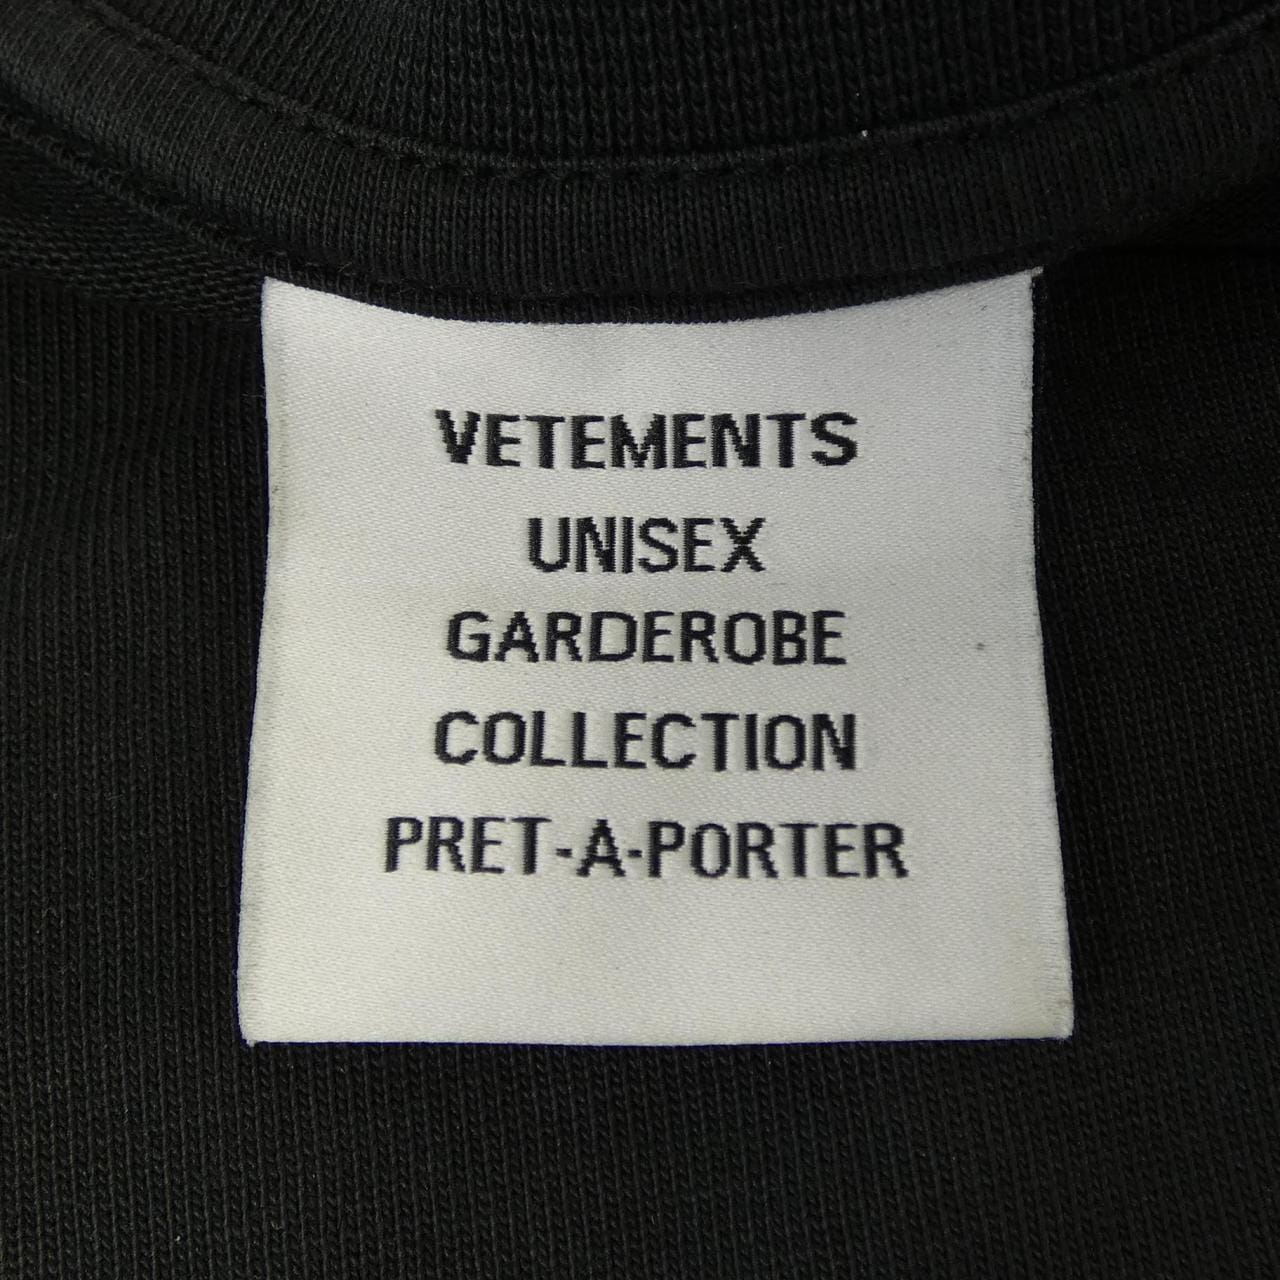 VETEMENTS
UNISEX
GARDEROBE
COLLECTION
PRET-A-PORTER